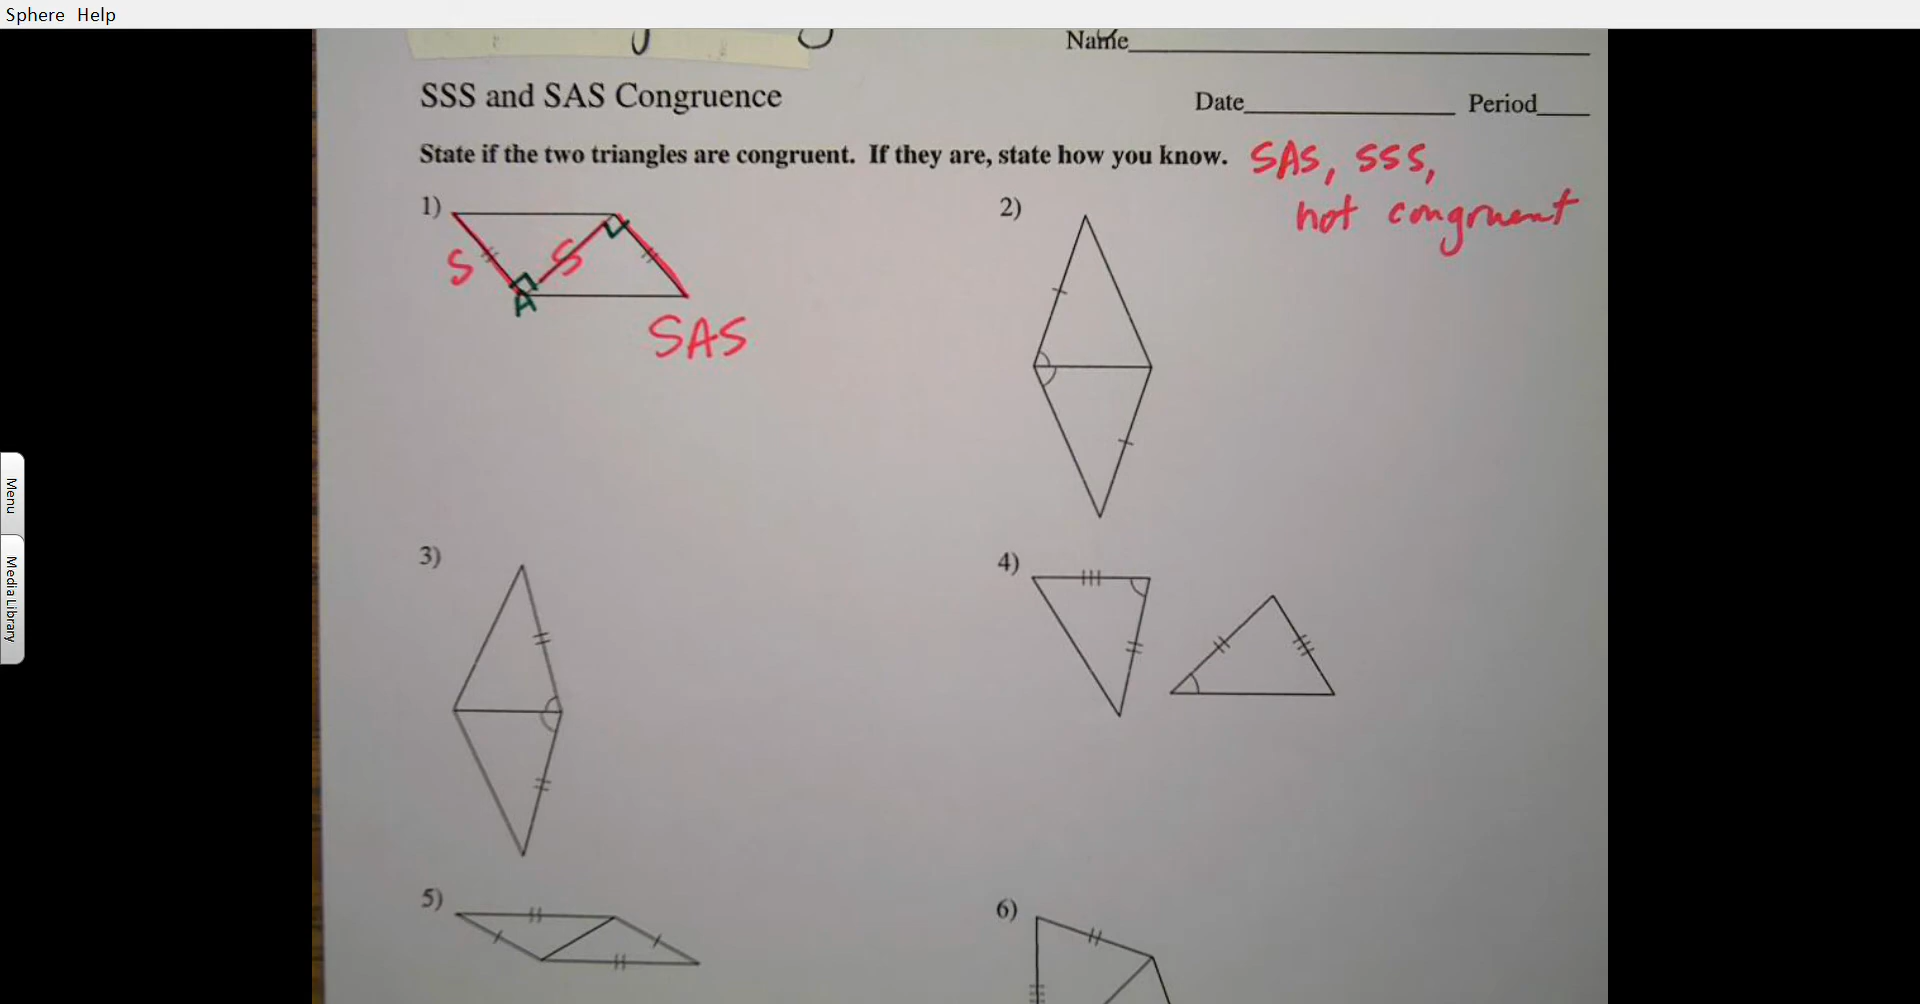 Sphere Help
Name
SSS and SAS Congruence
Date Period
State if the two triangles are congruent. If they are, state how you know. SAS, SSS,
not congruent
1)
S
S
A
SAS
2)
Menu
Media Library
3)
4)
5)
6)